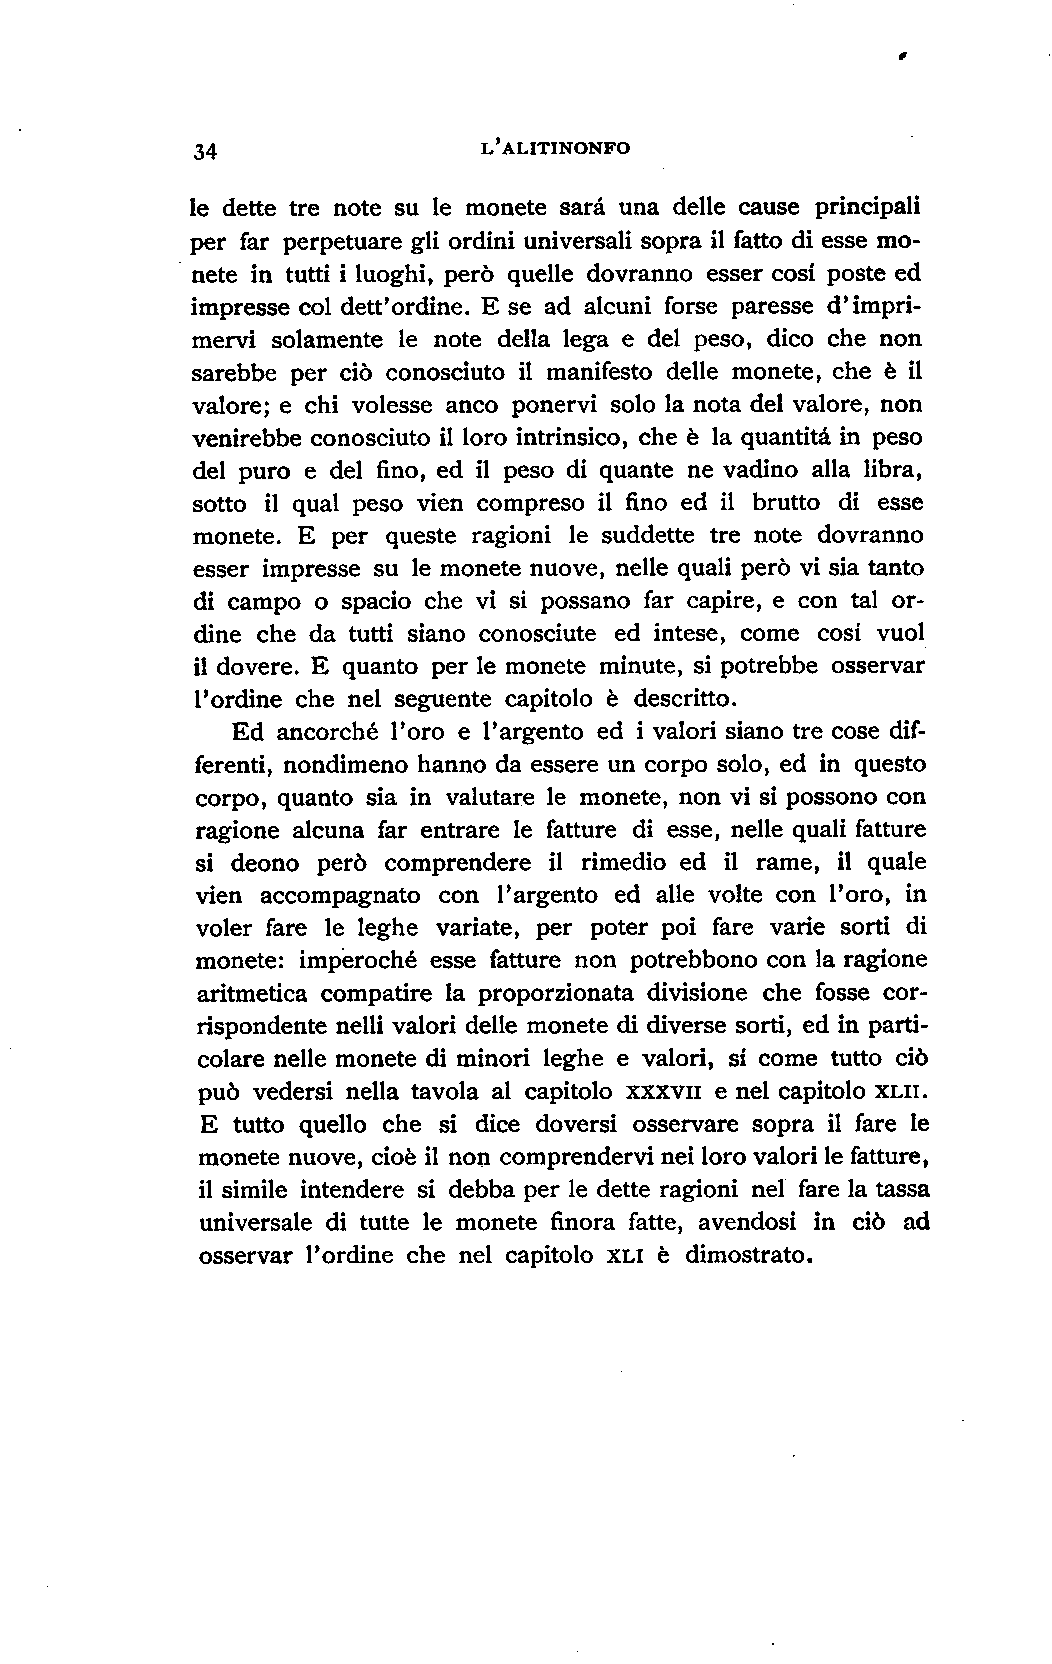 34 L'ALITINONFO
le dette tre note su le monete sará una delle cause principali
per far perpetuare gli ordini universali sopra il fatto di esse mo-
nete in tutti i luoghi, però quelle dovranno esser cosí poste ed
impresse col dett'ordine. E se ad alcuni forse paresse d'impri-
mervi solamente le note della lega e del peso, dico che non
sarebbe per ciò conosciuto il manifesto delle monete, che è il
valore; e chi volesse anco ponervi solo la nota del valore, non
venirebbe conosciuto il loro intrinsico, che è la quantitá in peso
del puro e del fino, ed il peso di quante ne vadino alla libra,
sotto il qual peso vien compreso il fino ed il brutto di esse
monete. E per queste ragioni le suddette tre note dovranno
esser impresse su le monete nuove, nelle quali però vi sia tanto
di campo o spacio che vi si possano far capire, e con tal or-
dine che da tutti siano conosciute ed intese, come cosí vuol
il dovere. E quanto per le monete minute, si potrebbe osservar
l'ordine che nel seguente capitolo è descritto.
Ed ancorché l'oro e l'argento ed i valori siano tre cose dif-
ferenti, nondimeno hanno da essere un corpo solo, ed in questo
corpo, quanto sia in valutare le monete, non vi si possono con
ragione alcuna far entrare le fatture di esse, nelle quali fatture
si deono però comprendere il rimedio ed il rame, il quale
vien accompagnato con l'argento ed alle volte con l'oro, in
voler fare le leghe variate, per poter poi fare varie sorti di
monete: imperoché esse fatture non potrebbono con la ragione
aritmetica compatire la proporzionata divisione che fosse cor-
rispondente nelli valori delle monete di diverse sorti, ed in parti-
colare nelle monete di minori leghe e valori, sí come tutto ciò
può vedersi nella tavola al capitolo XXXVII e nel capitolo XLII.
E tutto quello che si dice doversi osservare sopra il fare le
monete nuove, cioè il non comprendervi nei loro valori le fatture,
il simile intendere si debba per le dette ragioni nel fare la tassa
universale di tutte le monete finora fatte, avendosi in ciò ad
osservar l'ordine che nel capitolo XLI è dimostrato.